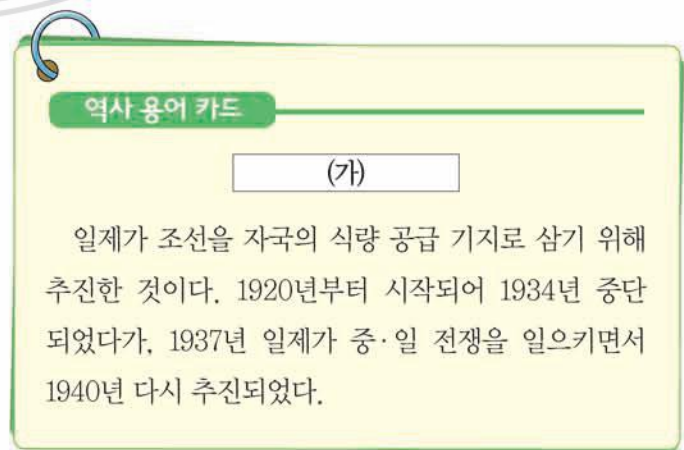 역사 용어 카드
(가)
일제가 조선을 자국의 식량 공급 기지로 삼기 위해
추진한 것이다. 1920년부터 시작되어 1934년 중단
되었다가, 1937년 일제가 중·일 전쟁을 일으키면서
1940년 다시 추진되었다.